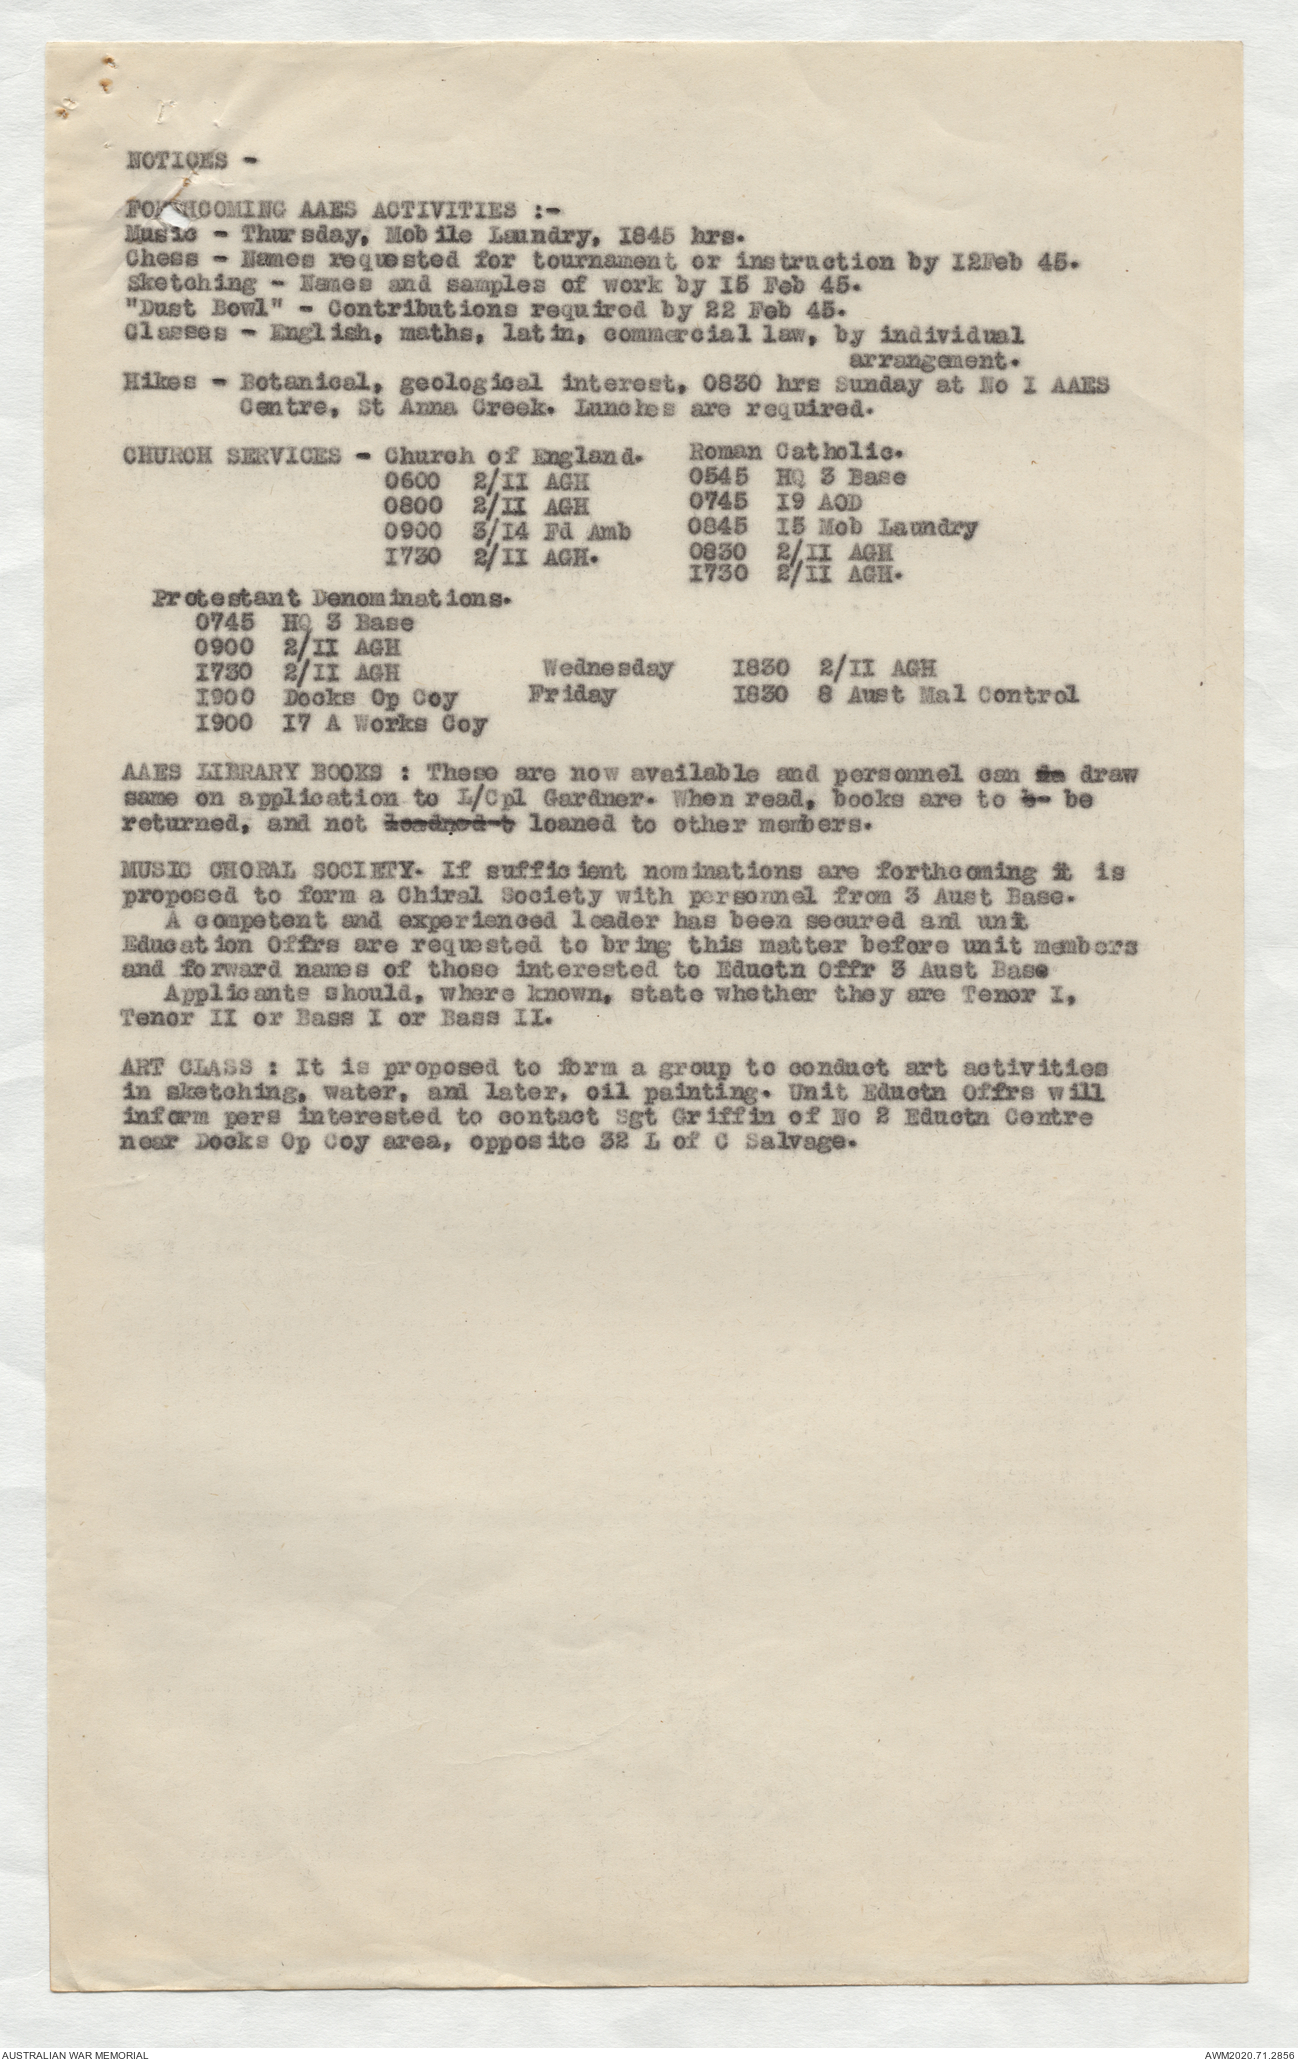 NOTICES -
FORTHCOMING AAES ACTIVITIES :-
Music - Thursday, Mobile Laundry, I845 hrs.
Chess - Names requested for tournament or instruction by I2Feb 45.
Sketching - Names and samples of work by I5 Feb 45.
"Dust Bowl" - Contributions required by 22 Feb 45.
Classes - English, maths, latin, commercial law, by individual
arrangement.
Hikes - Botanical, geological interest, 0830 hrs Sunday at No I AAES
Centre, St Anna Creek. Lunches are required.
CHURCH SERVICES - Church of England.
0600 2/II AGH
0800 2/II AGH
0900 3/I4 Fd Amb
I730 2/II AGH.
Roman Catholic.
0545 HQ 3 Base
0745 I9 AOD
0845 I5 Mob Laundry
0830 2/II AGH
I730 2/II AGH.
Protestant Denominations.
0745 HQ 3 Base
0900 2/II AGH
I730 2/II AGH Wednesday I830 2/II AGH
I900 Docks Op Coy Friday I830 8 Aust Mal Control
I900 I7 A Works Coy
AAES LIBRARY BOOKS : These are now available and personnel can draw
same on application to L/Cpl Gardner. When read, books are to be
returned, and not loaned to other members.
MUSIC CHORAL SOCIETY. If sufficient nominations are forthcoming it is
proposed to form a Chiral Society with personnel from 3 Aust Base.
A competent and experienced leader has been secured and unit
Education Offrs are requested to bring this matter before unit members
and forward names of those interested to Eductn Offr 3 Aust Base
Applicants should, where known, state whether they are Tenor I,
Tenor II or Bass I or Bass II.
ART CLASS : It is proposed to form a group to conduct art activities
in sketching, water, and later, oil painting. Unit Eductn Offrs will
inform pers interested to contact Sgt Griffin of No 2 Eductn Centre
near Docks Op Coy area, opposite 32 L of C Salvage.
AUSTRALIAN WAR MEMORIAL
AWM2020.71.2856